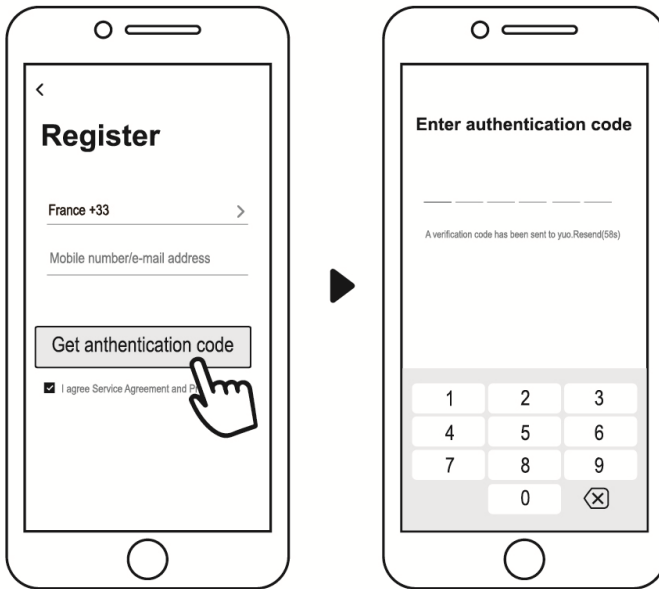 Register
France +33
Mobile number/e-mail address
Get anthentication code
I agree Service Agreement and
Enter authentication code
A verification code has been sent to yuo.Resend(58s)
1 2 3
4 5 6
7 8 9
0